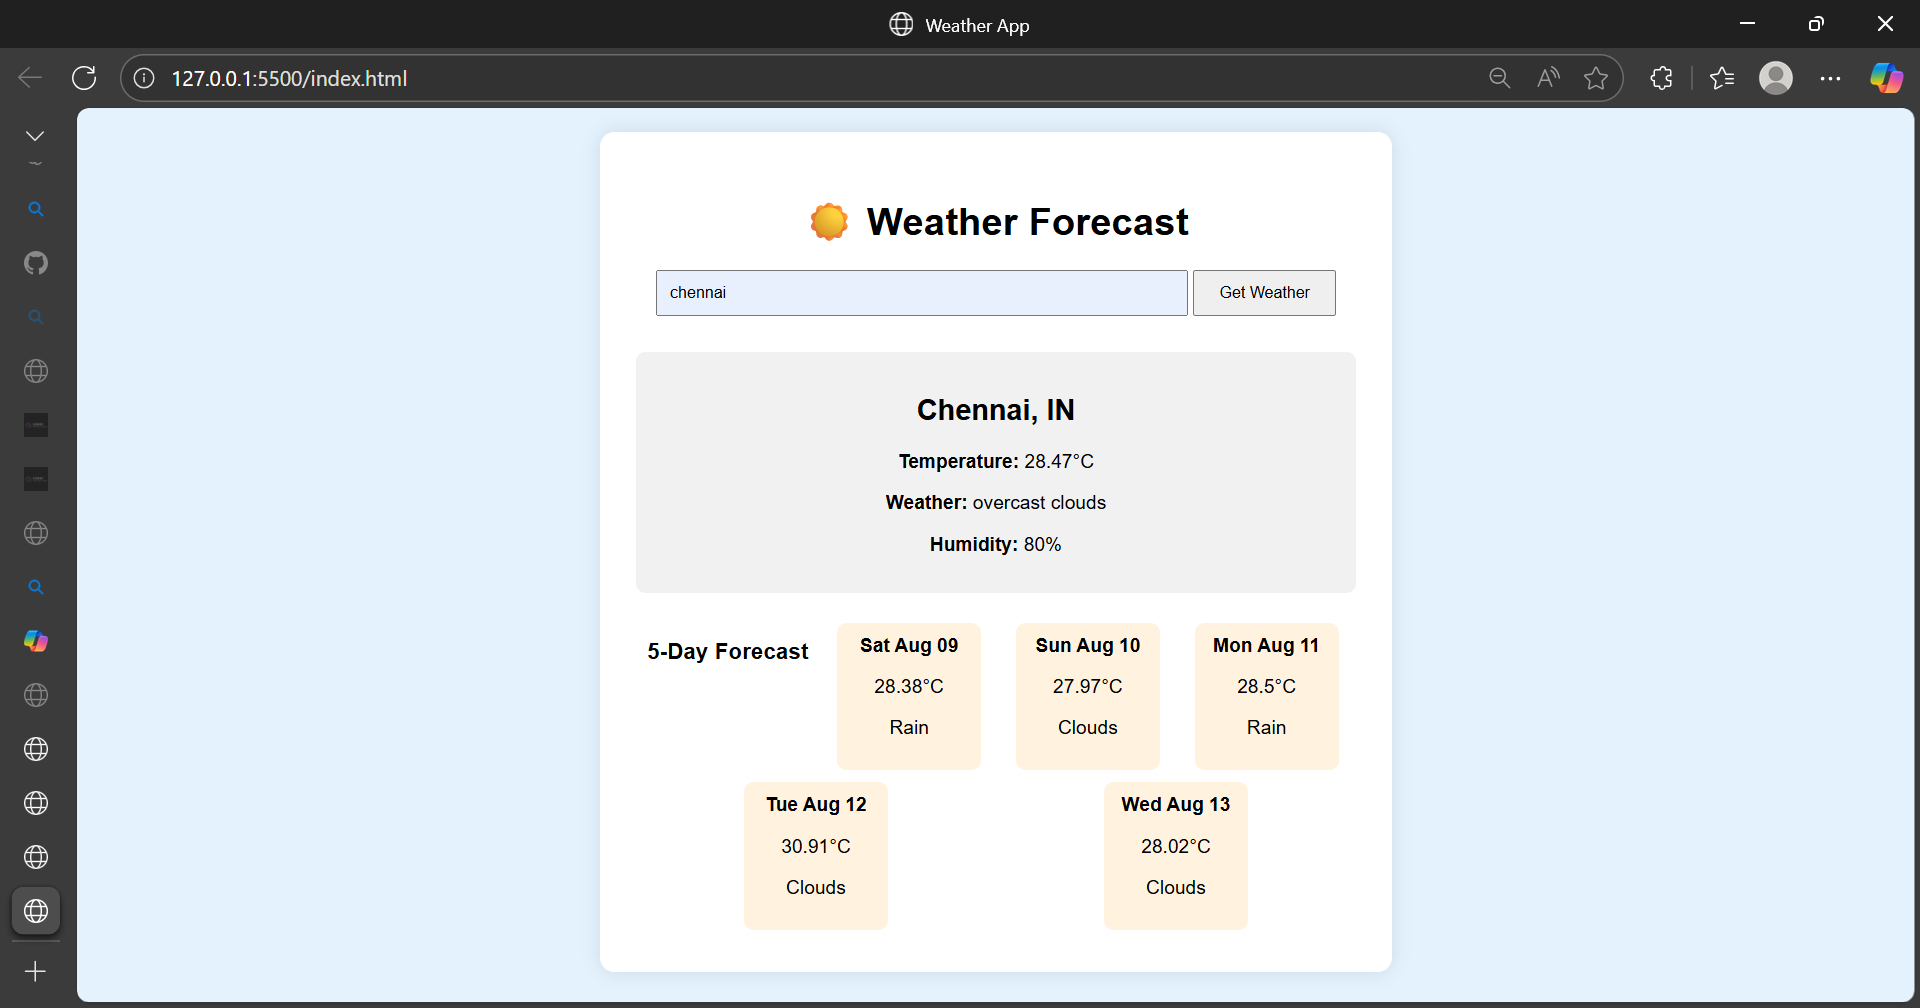 Weather App
127.0.0.1:5500/index.html
Weather Forecast
chennai
Get Weather
Chennai, IN
Temperature: 28.47°C
Weather: overcast clouds
Humidity: 80%
5-Day Forecast
Sat Aug 09
28.38°C
Rain
Sun Aug 10
27.97°C
Clouds
Mon Aug 11
28.5°C
Rain
Tue Aug 12
30.91°C
Clouds
Wed Aug 13
28.02°C
Clouds